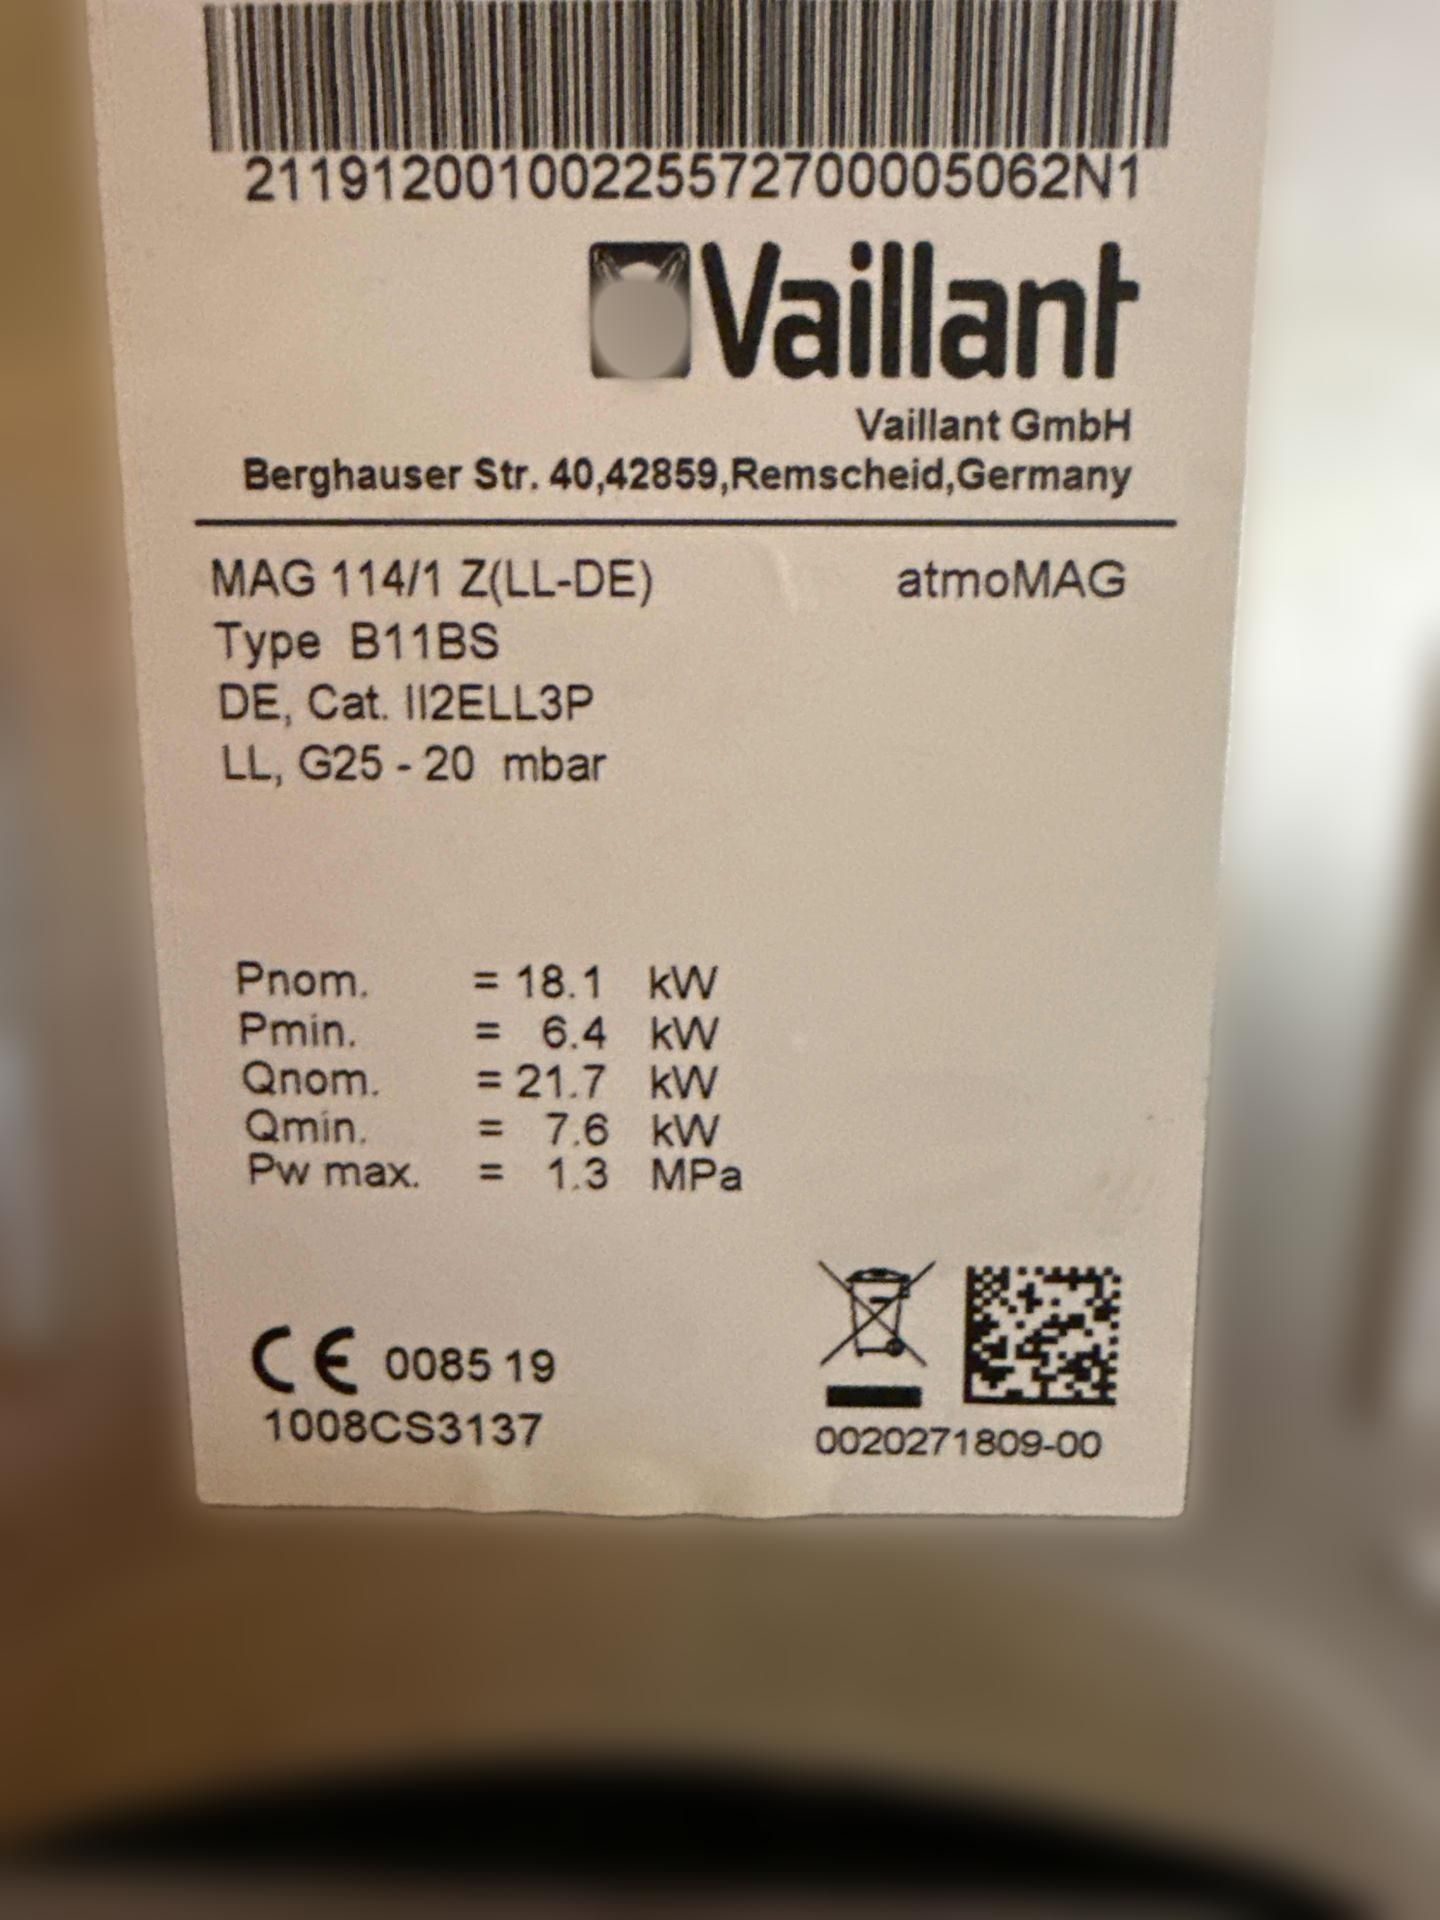 21191200100225572700005062N1
Vaillant
Vaillant GmbH
Berghauser Str. 40,42859,Remscheid,Germany
MAG 114/1 Z(LL-DE) atmoMAG
Type B11BS
DE, Cat. II2ELL3P
LL, G25 - 20 mbar
Pnom. = 18.1 kW
Pmin. = 6.4 kW
Qnom. = 21.7 kW
Qmin. = 7.6 kW
Pw max. = 1.3 MPa
CE 0085 19
1008CS3137
0020271809-00